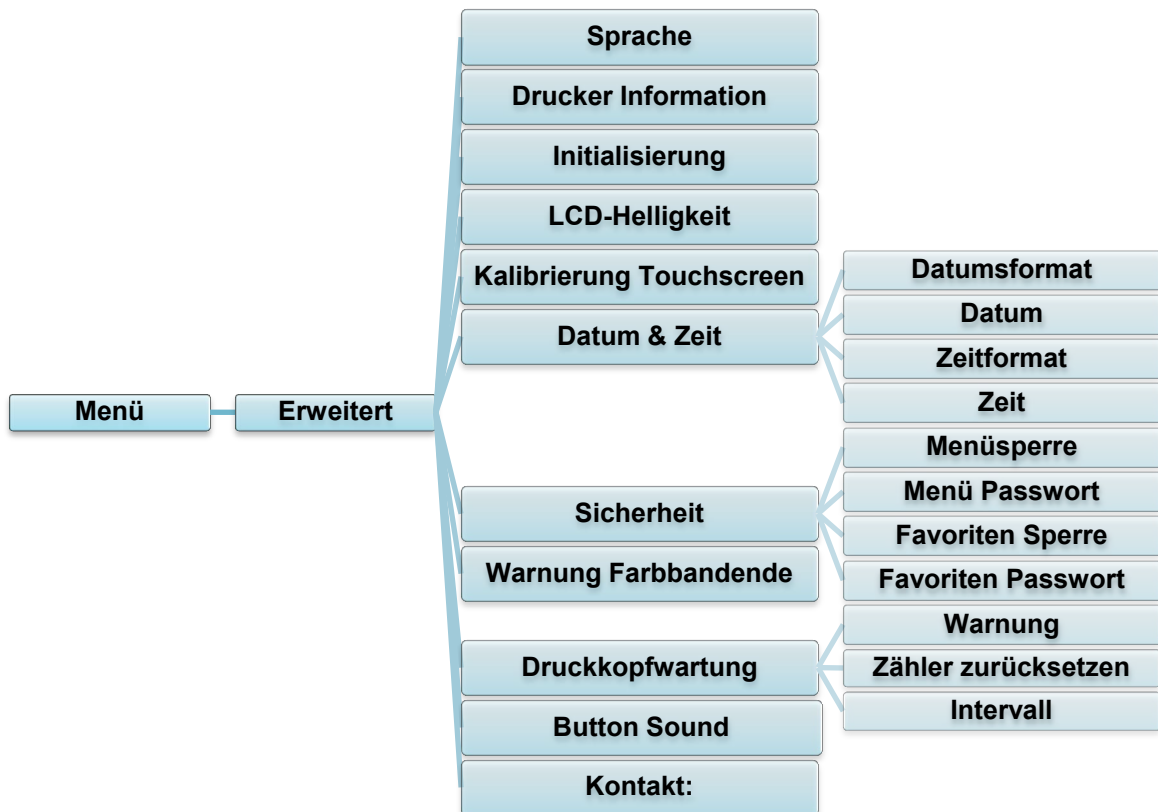 Menü
Erweitert
Sprache
Drucker Information
Initialisierung
LCD-Helligkeit
Kalibrierung Touchscreen
Datum & Zeit
Datumsformat
Datum
Zeitformat
Zeit
Sicherheit
Menüsperre
Menü Passwort
Favoriten Sperre
Favoriten Passwort
Warnung Farbbandende
Druckkopfwartung
Warnung
Zähler zurücksetzen
Intervall
Button Sound
Kontakt: